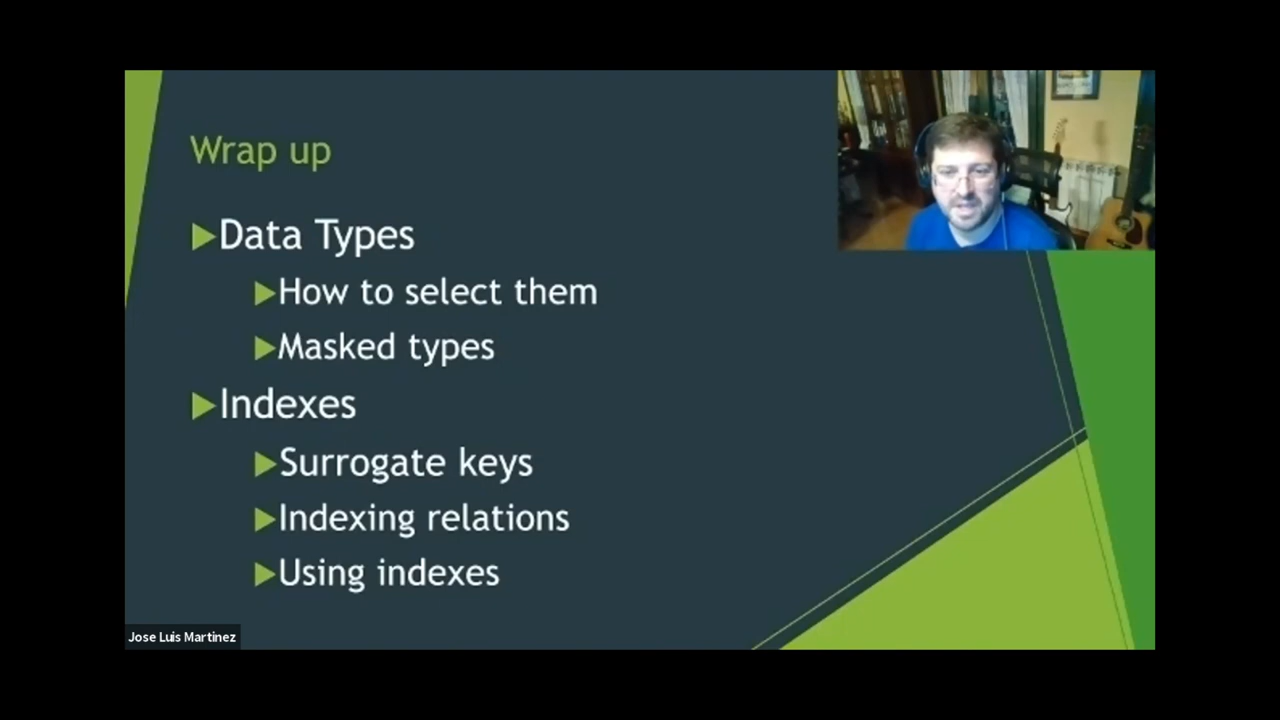 Wrap up
Data Types
How to select them
Masked types
Indexes
Surrogate keys
Indexing relations
Using indexes
Jose Luis Martinez